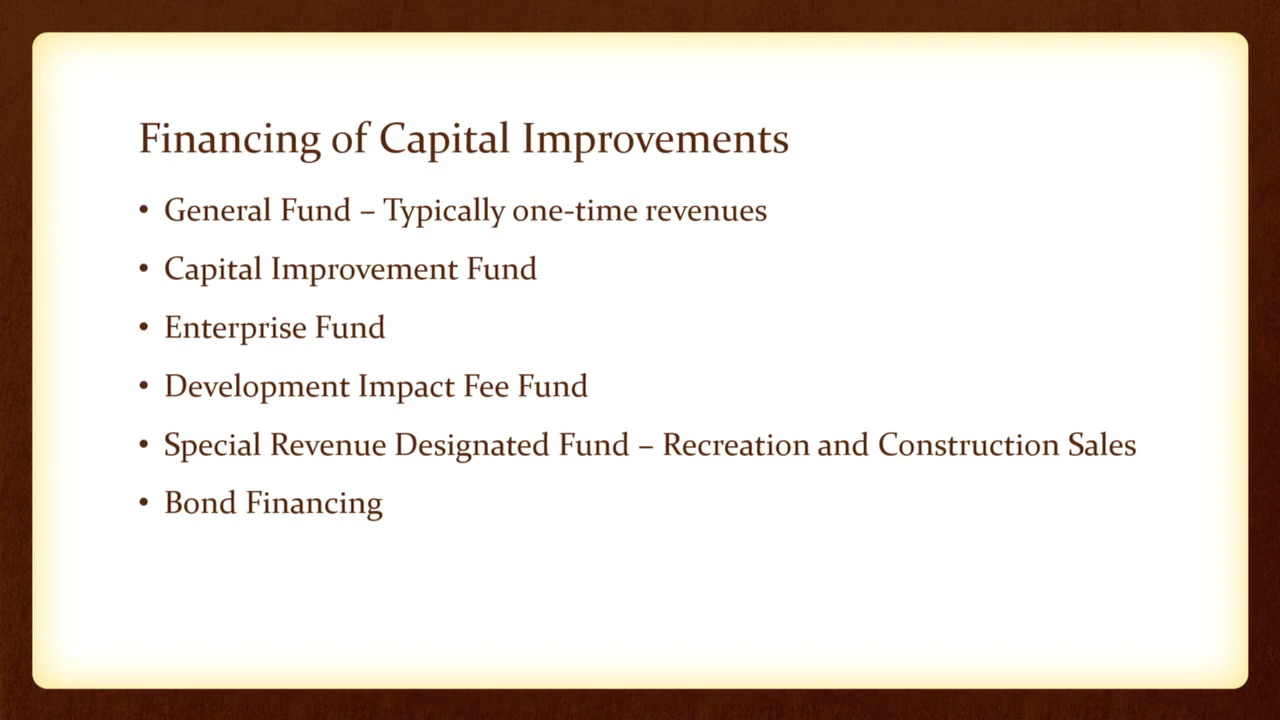 Financing of Capital Improvements
• General Fund – Typically one-time revenues
• Capital Improvement Fund
• Enterprise Fund
• Development Impact Fee Fund
• Special Revenue Designated Fund – Recreation and Construction Sales
• Bond Financing